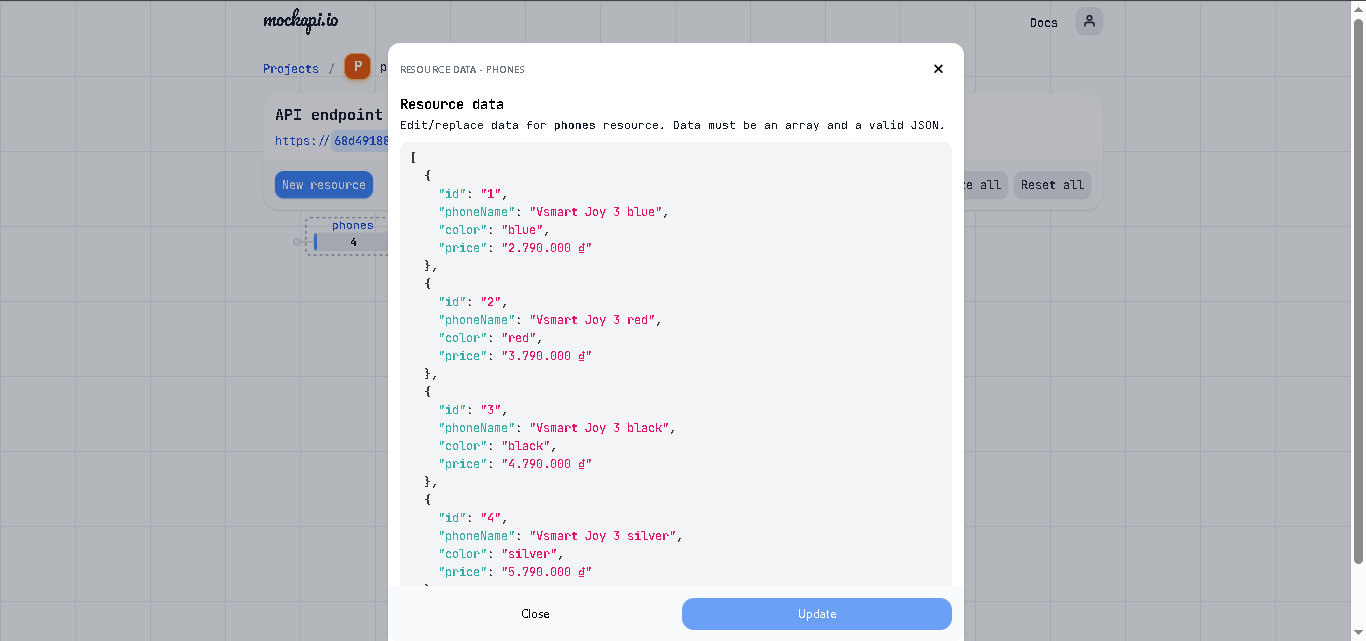 mockapi.io
Docs
Projects / P p
RESOURCE DATA - PHONES
Resource data
Edit/replace data for phones resource. Data must be an array and a valid JSON.
API endpoint
https://68d49188
New resource
all
Reset all
phones
4
[
{
"id": "1",
"phoneName": "Vsmart Joy 3 blue",
"color": "blue",
"price": "2.790.000 ₫"
},
{
"id": "2",
"phoneName": "Vsmart Joy 3 red",
"color": "red",
"price": "3.790.000 ₫"
},
{
"id": "3",
"phoneName": "Vsmart Joy 3 black",
"color": "black",
"price": "4.790.000 ₫"
},
{
"id": "4",
"phoneName": "Vsmart Joy 3 silver",
"color": "silver",
"price": "5.790.000 ₫"
Close
Update